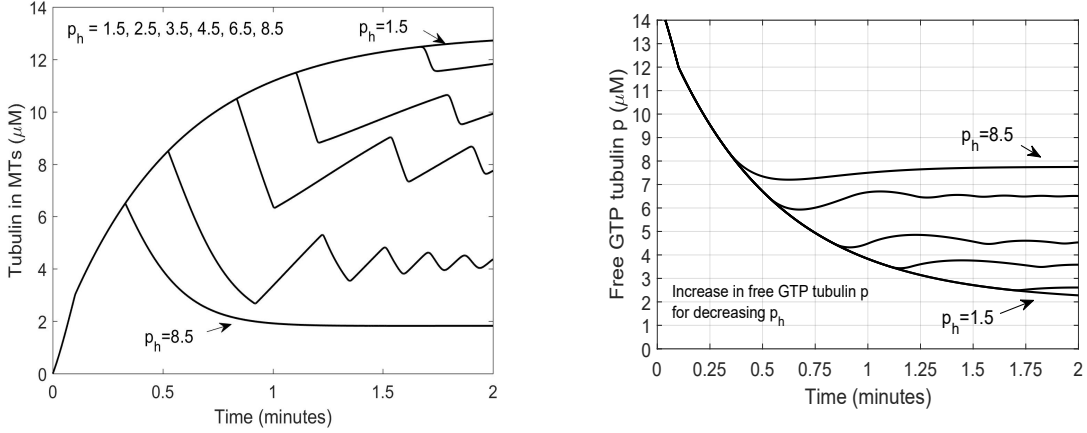 p_h = 1.5, 2.5, 3.5, 4.5, 6.5, 8.5
p_h=1.5
p_h=8.5
14
12
10
8
6
4
2
0
Tubulin in MTs (μM)
0 0.5 1 1.5 2
Time (minutes)
14
13
12
11
10
9
8
7
6
5
4
3
2
1
0
Free GTP tubulin p (μM)
p_h=8.5
Increase in free GTP tubulin p
for decreasing p_h
p_h=1.5
0 0.25 0.5 0.75 1 1.25 1.5 1.75 2
Time (minutes)